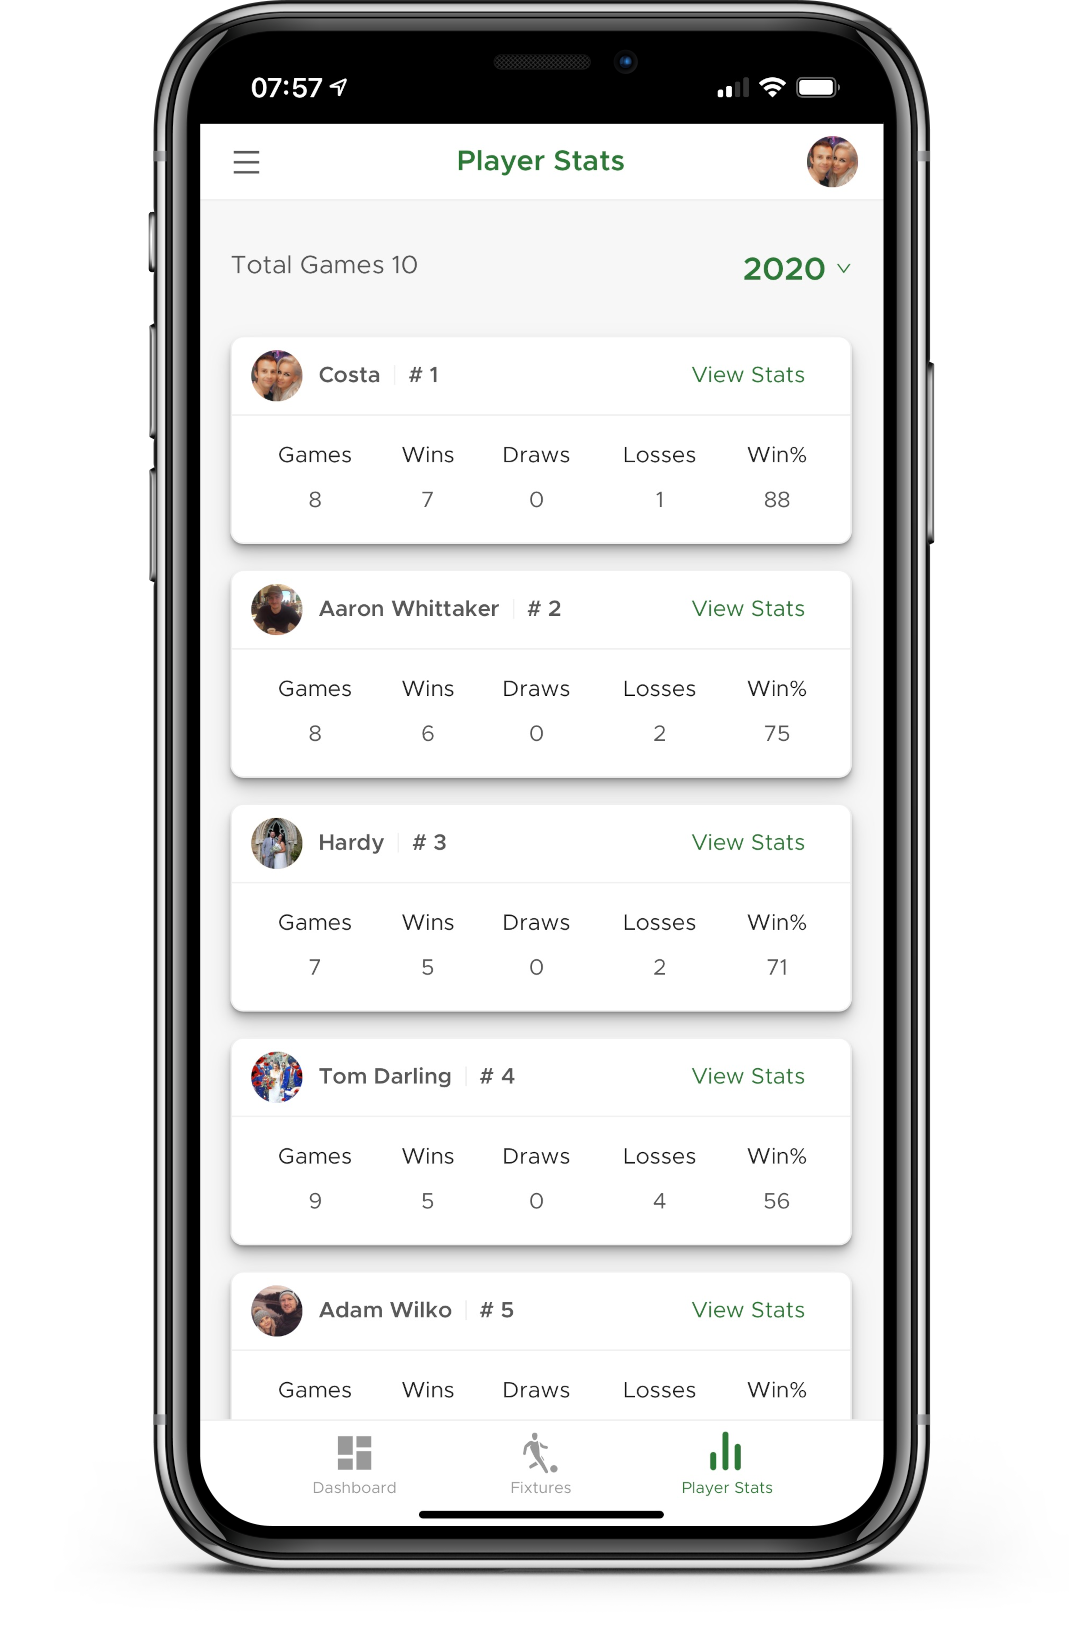 07:57
Player Stats
Total Games 10
2020
Costa # 1 View Stats
Games Wins Draws Losses Win%
8 7 0 1 88
Aaron Whittaker # 2 View Stats
Games Wins Draws Losses Win%
8 6 0 2 75
Hardy # 3 View Stats
Games Wins Draws Losses Win%
7 5 0 2 71
Tom Darling # 4 View Stats
Games Wins Draws Losses Win%
9 5 0 4 56
Adam Wilko # 5 View Stats
Games Wins Draws Losses Win%
Dashboard Fixtures Player Stats